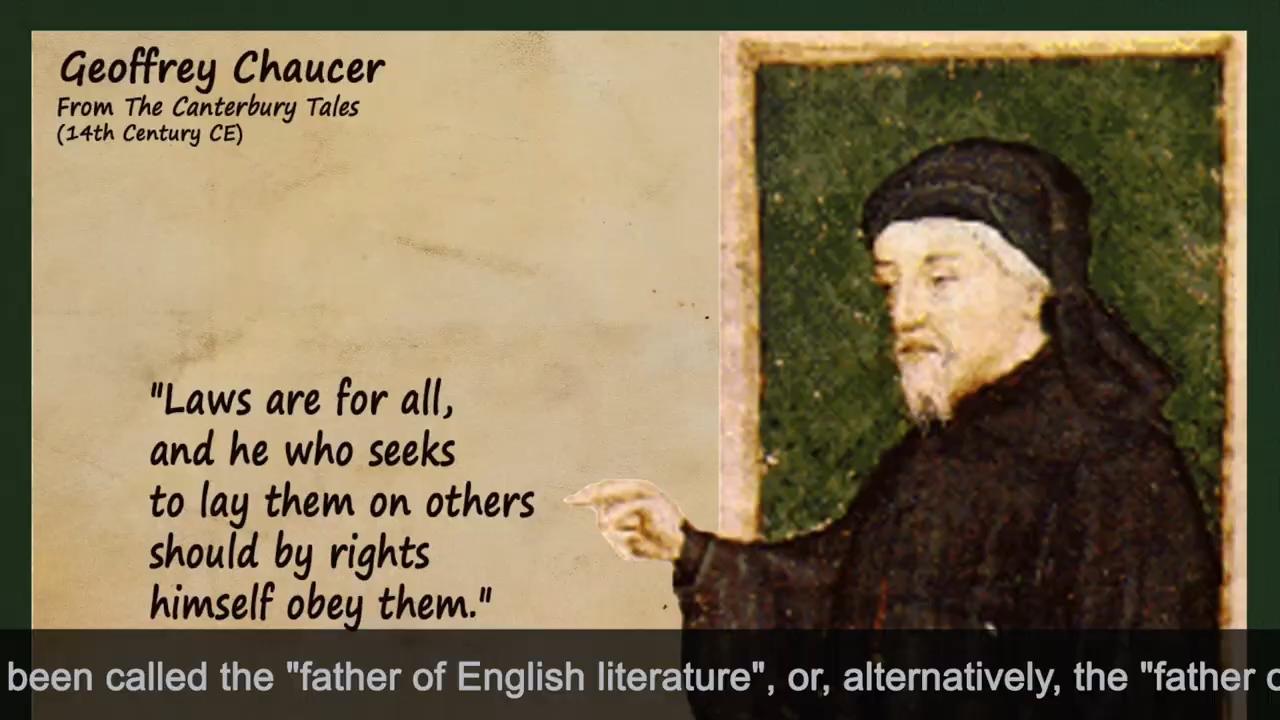 Geoffrey Chaucer
From The Canterbury Tales
(14th Century CE)
"Laws are for all,
and he who seeks
to lay them on others
should by rights
himself obey them."
been called the "father of English literature", or, alternatively, the "father